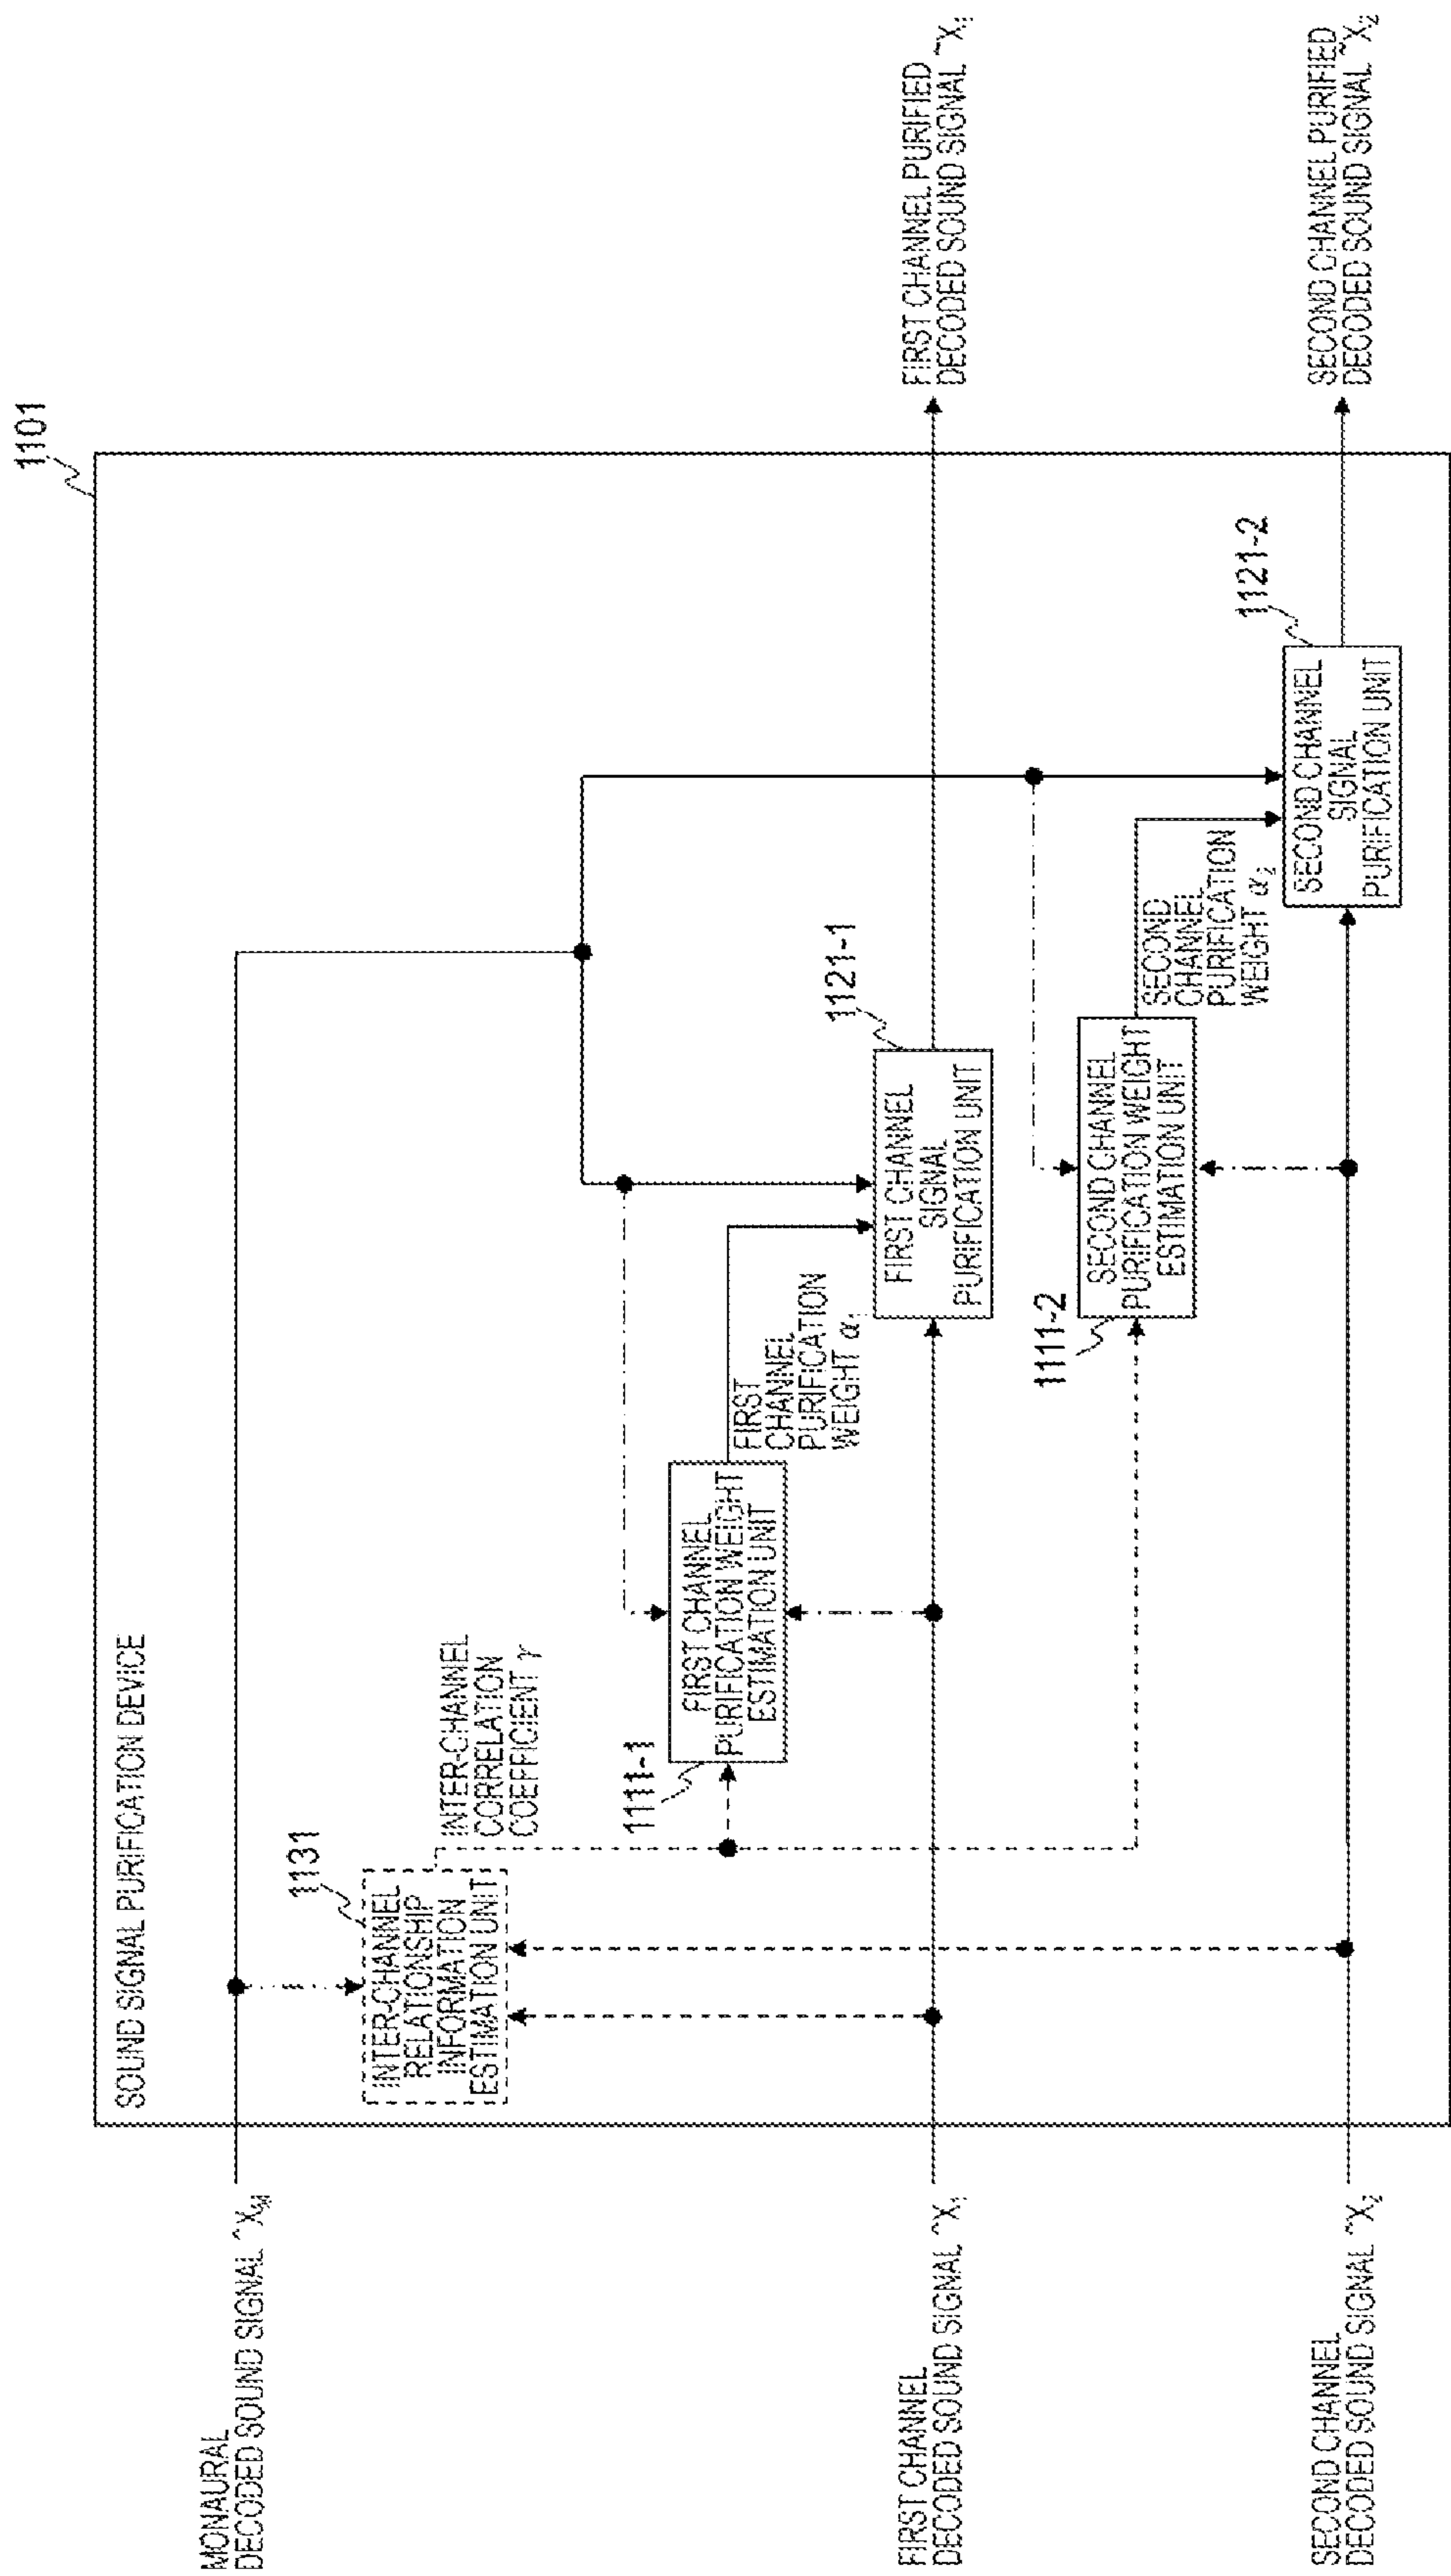 1101
SOUND SIGNAL PURIFICATION DEVICE
MONAURAL
DECODED SOUND SIGNAL ^XM
1131
INTER-CHANNEL
RELATIONSHIP
INFORMATION
ESTIMATION UNIT
INTER-CHANNEL
CORRELATION
COEFFICIENT γ
1111-1
FIRST CHANNEL
PURIFICATION WEIGHT
ESTIMATION UNIT
FIRST
CHANNEL
PURIFICATION
WEIGHT α1
1121-1
FIRST CHANNEL
SIGNAL
PURIFICATION UNIT
FIRST CHANNEL
DECODED SOUND SIGNAL ^X1
FIRST CHANNEL PURIFIED
DECODED SOUND SIGNAL ~X1
1111-2
SECOND CHANNEL
PURIFICATION WEIGHT
ESTIMATION UNIT
SECOND
CHANNEL
PURIFICATION
WEIGHT α2
1121-2
SECOND CHANNEL
SIGNAL
PURIFICATION UNIT
SECOND CHANNEL
DECODED SOUND SIGNAL ^X2
SECOND CHANNEL PURIFIED
DECODED SOUND SIGNAL ~X2